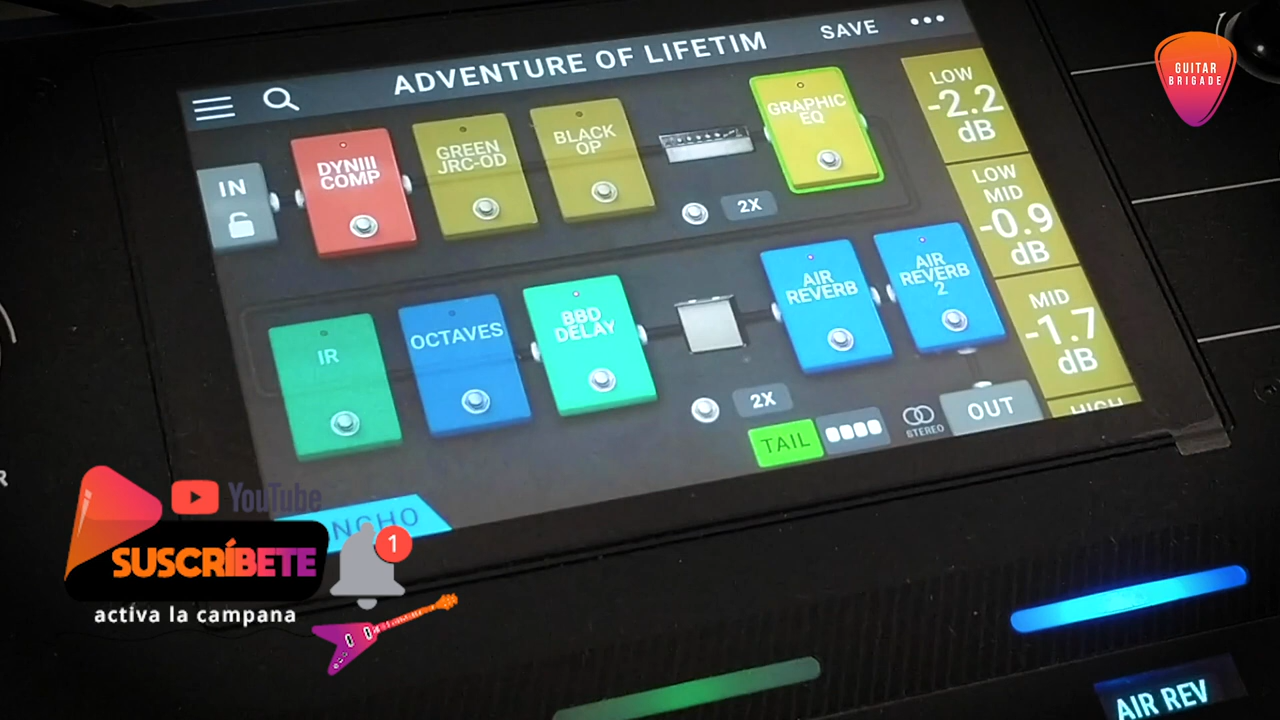 ADVENTURE OF LIFETIM
SAVE
GUITAR
BRIGADE
IN
DYNIII
COMP
GREEN
JRC-OD
BLACK
OP
2X
GRAPHIC
EQ
LOW
-2.2
dB
LOW
MID
-0.9
dB
MID
-1.7
dB
HIGH
IR
OCTAVES
BBD
DELAY
2X
AIR
REVERB
AIR
REVERB
2
TAIL
STEREO
OUT
NCHO
YouTube
SUSCRÍBETE
1
activa la campana
AIR REV